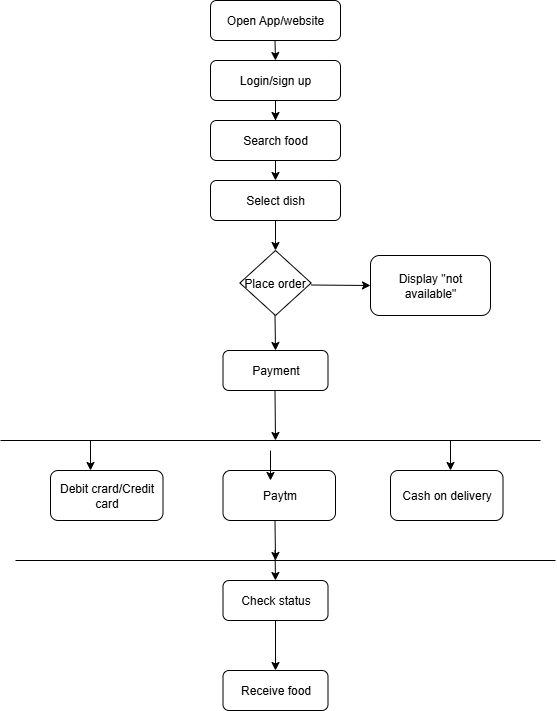 Open App/website
Login/sign up
Search food
Select dish
Place order
Display "not
available"
Payment
Debit crard/Credit
card
Paytm
Cash on delivery
Check status
Receive food